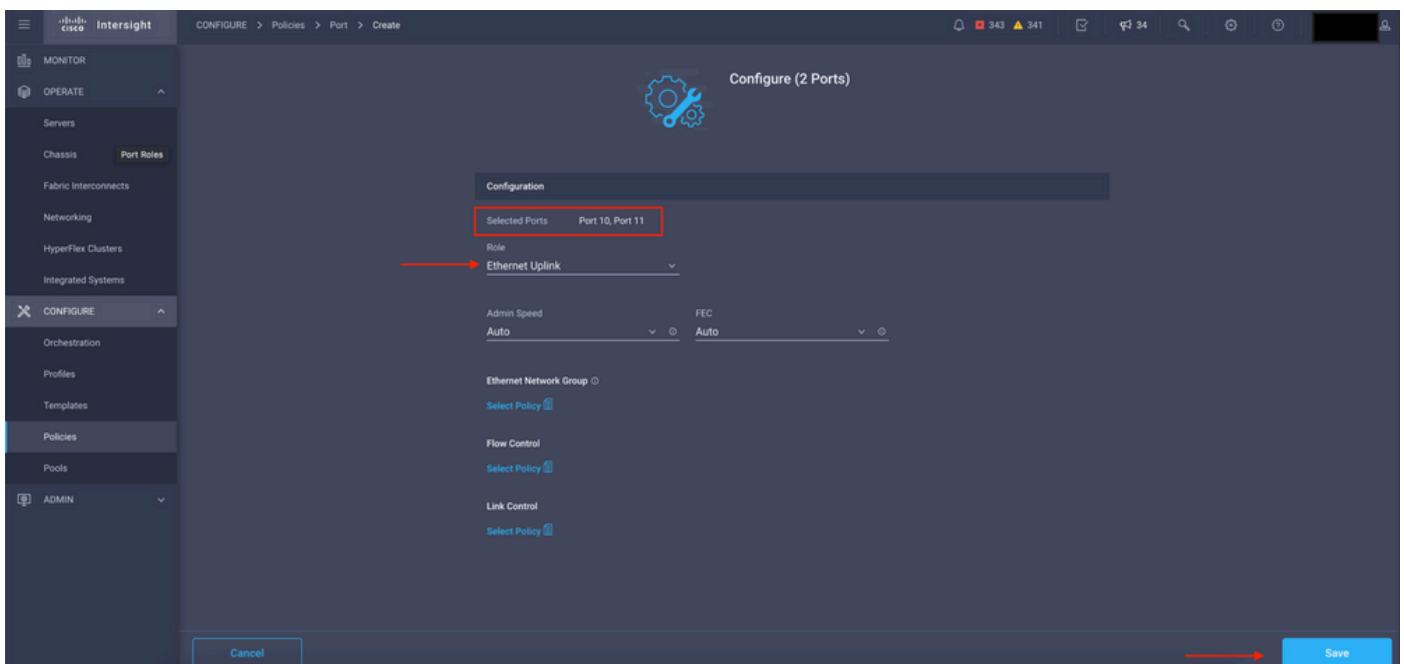 cisco Intersight
CONFIGURE > Policies > Port > Create
343 341 34
MONITOR
OPERATE
Servers
Chassis
Port Roles
Fabric Interconnects
Networking
HyperFlex Clusters
Integrated Systems
CONFIGURE
Orchestration
Profiles
Templates
Policies
Pools
ADMIN
Configure (2 Ports)
Configuration
Selected Ports Port 10, Port 11
Role
Ethernet Uplink
Admin Speed FEC
Auto Auto
Ethernet Network Group
Select Policy
Flow Control
Select Policy
Link Control
Select Policy
Cancel Save